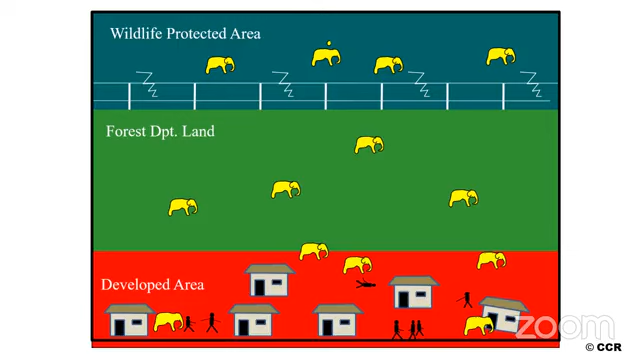 Wildlife Protected Area
Forest Dpt. Land
Developed Area
zoom
© CCR